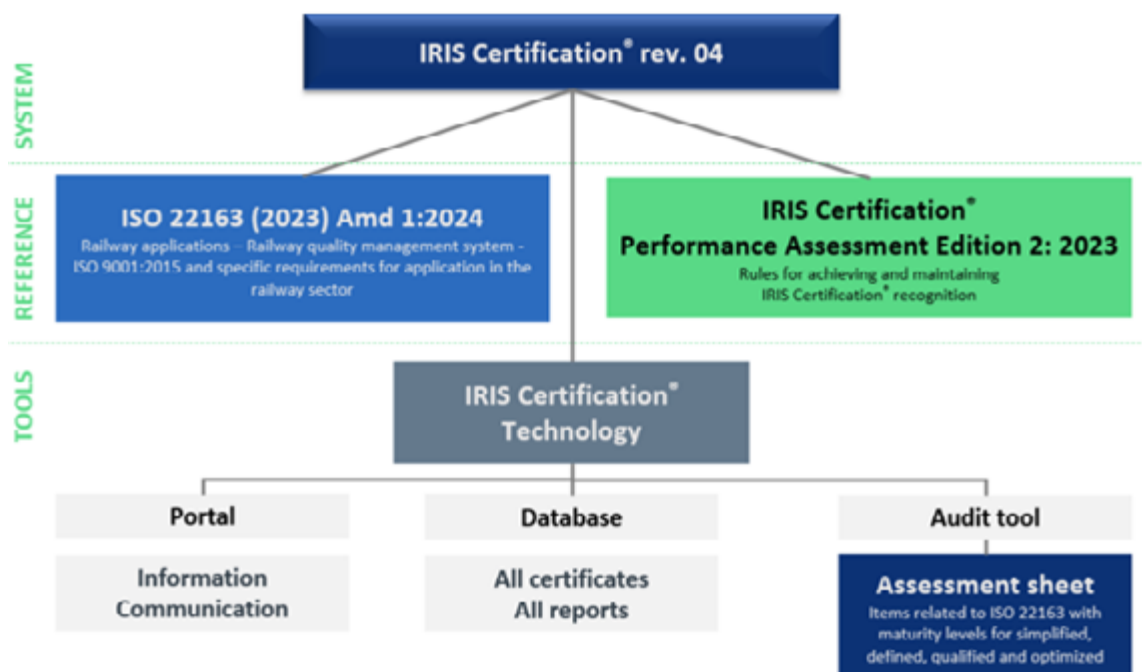 IRIS Certification® rev. 04
SYSTEM
ISO 22163 (2023) Amd 1:2024
Railway applications – Railway quality management system -
ISO 9001:2015 and specific requirements for application in the
railway sector
IRIS Certification®
Performance Assessment Edition 2: 2023
Rules for achieving and maintaining
IRIS Certification® recognition
REFERENCE
IRIS Certification®
Technology
TOOLS
Portal
Information
Communication
Database
All certificates
All reports
Audit tool
Assessment sheet
Items related to ISO 22163 with
maturity levels for simplified,
defined, qualified and optimized